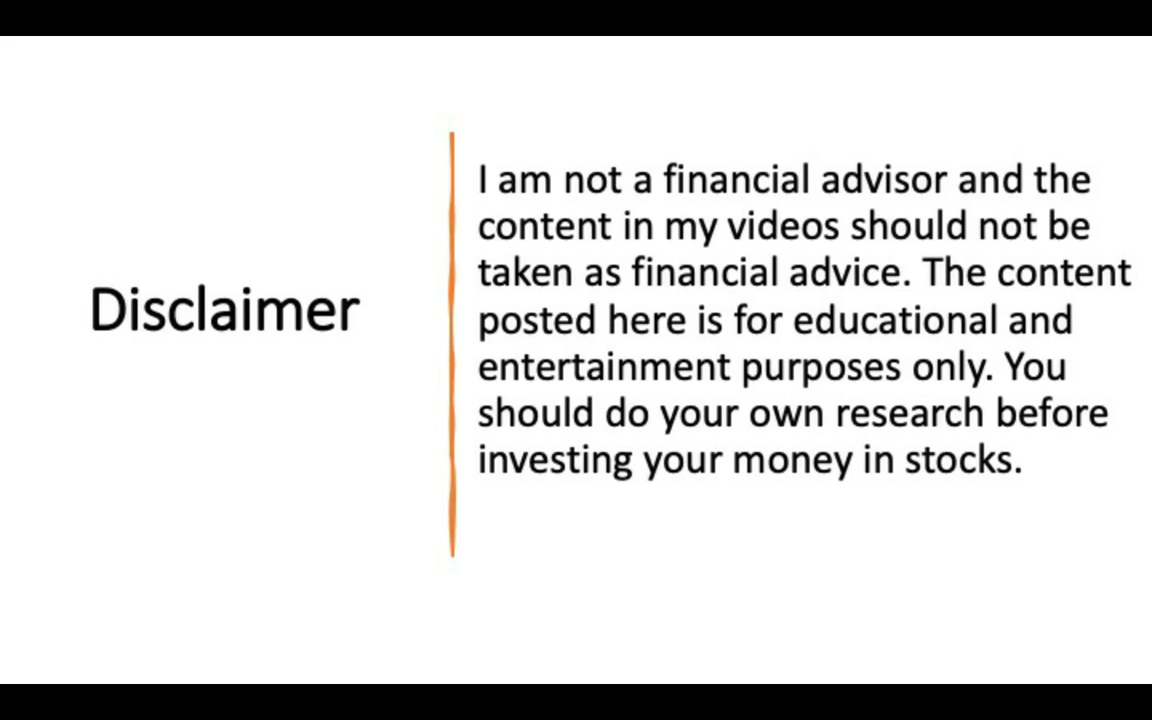 Disclaimer
I am not a financial advisor and the
content in my videos should not be
taken as financial advice. The content
posted here is for educational and
entertainment purposes only. You
should do your own research before
investing your money in stocks.